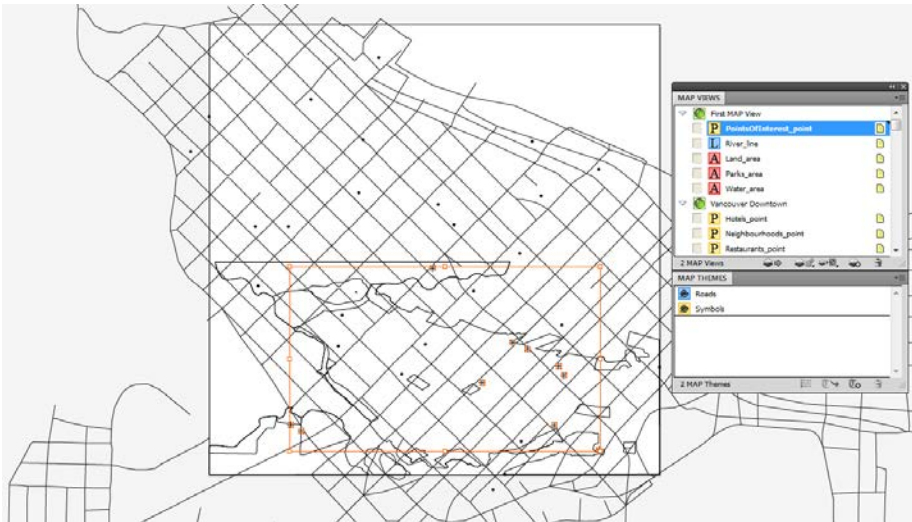 MAP VIEWS
First MAP View
P PointsOfInterest_point
L River_line
A Land_area
A Parks_area
A Water_area
Vancouver Downtown
P Hotels_point
P Neighbourhoods_point
P Restaurants_point
2 MAP Views
MAP THEMES
Roads
Symbols
2 MAP Themes